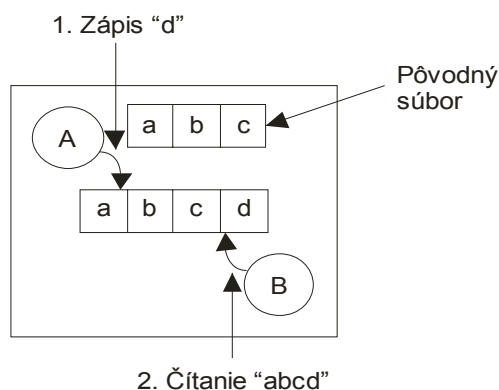 1. Zápis “d”
Pôvodný
súbor
A
a b c
a b c d
B
2. Čítanie “abcd”